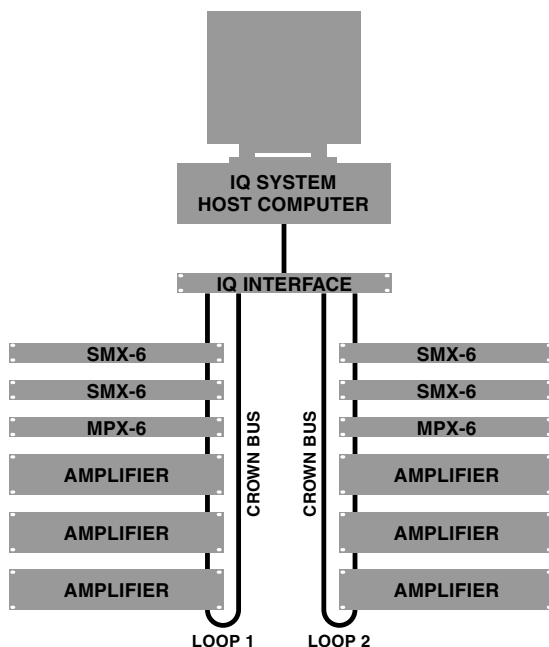 IQ SYSTEM
HOST COMPUTER
IQ INTERFACE
SMX-6
SMX-6
MPX-6
AMPLIFIER
AMPLIFIER
AMPLIFIER
CROWN BUS
LOOP 1
CROWN BUS
SMX-6
SMX-6
MPX-6
AMPLIFIER
AMPLIFIER
AMPLIFIER
LOOP 2